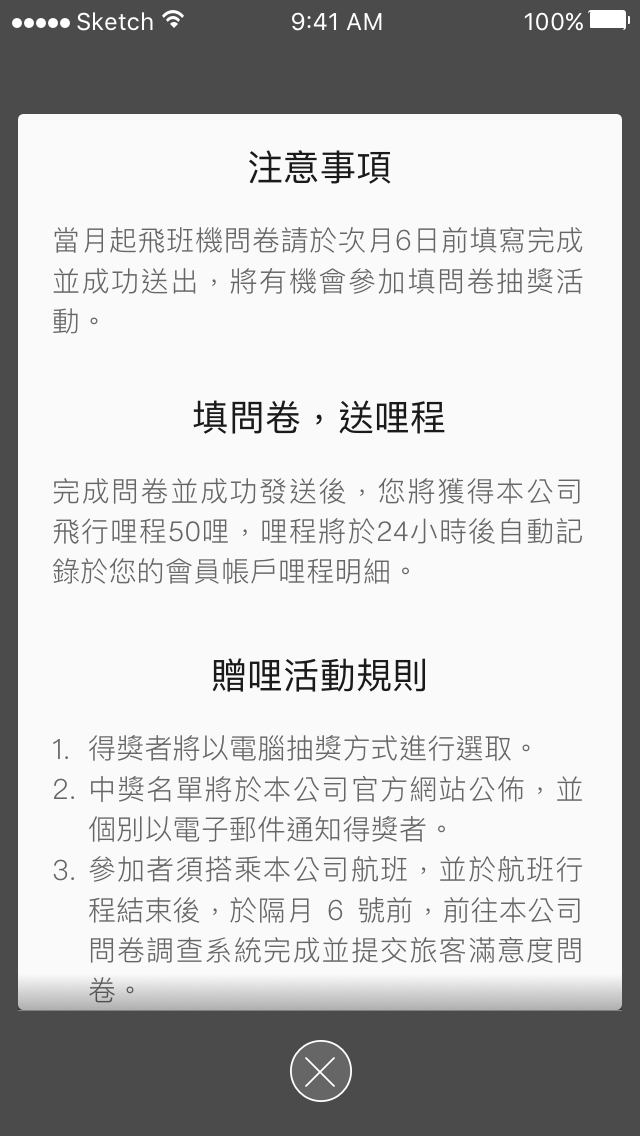 Sketch 9:41 AM 100%
注意事項
當月起飛班機問卷請於次月6日前填寫完成
並成功送出，將有機會參加填問卷抽獎活
動。
填問卷，送哩程
完成問卷並成功發送後，您將獲得本公司
飛行哩程50哩，哩程將於24小時後自動記
錄於您的會員帳戶哩程明細。
贈哩活動規則
1. 得獎者將以電腦抽獎方式進行選取。
2. 中獎名單將於本公司官方網站公佈，並
個別以電子郵件通知得獎者。
3. 參加者須搭乘本公司航班，並於航班行
程結束後，於隔月 6 號前，前往本公司
問卷調查系統完成並提交旅客滿意度問
卷。